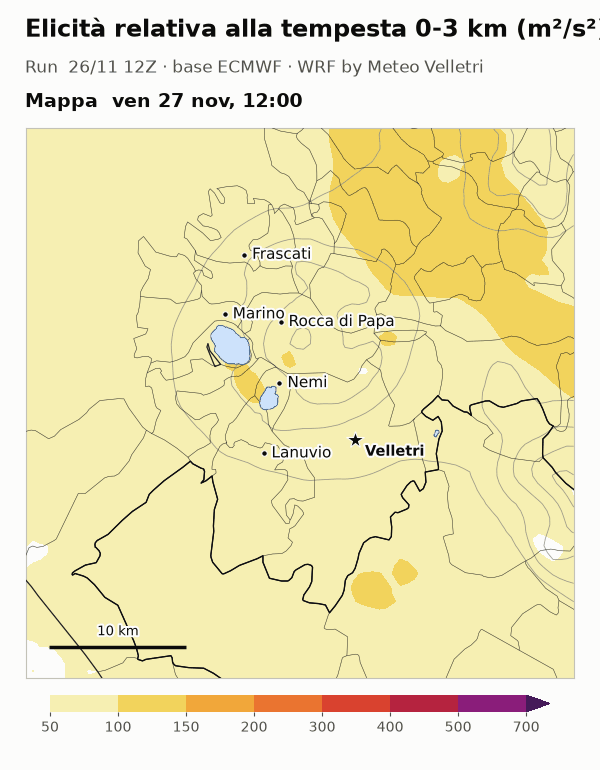 Elicità relativa alla tempesta 0-3 km (m²/s²)
Run 26/11 12Z · base ECMWF · WRF by Meteo Velletri
Mappa ven 27 nov, 12:00
Frascati
Marino
Rocca di Papa
Nemi
Velletri
Lanuvio
10 km
50 100 150 200 300 400 500 700